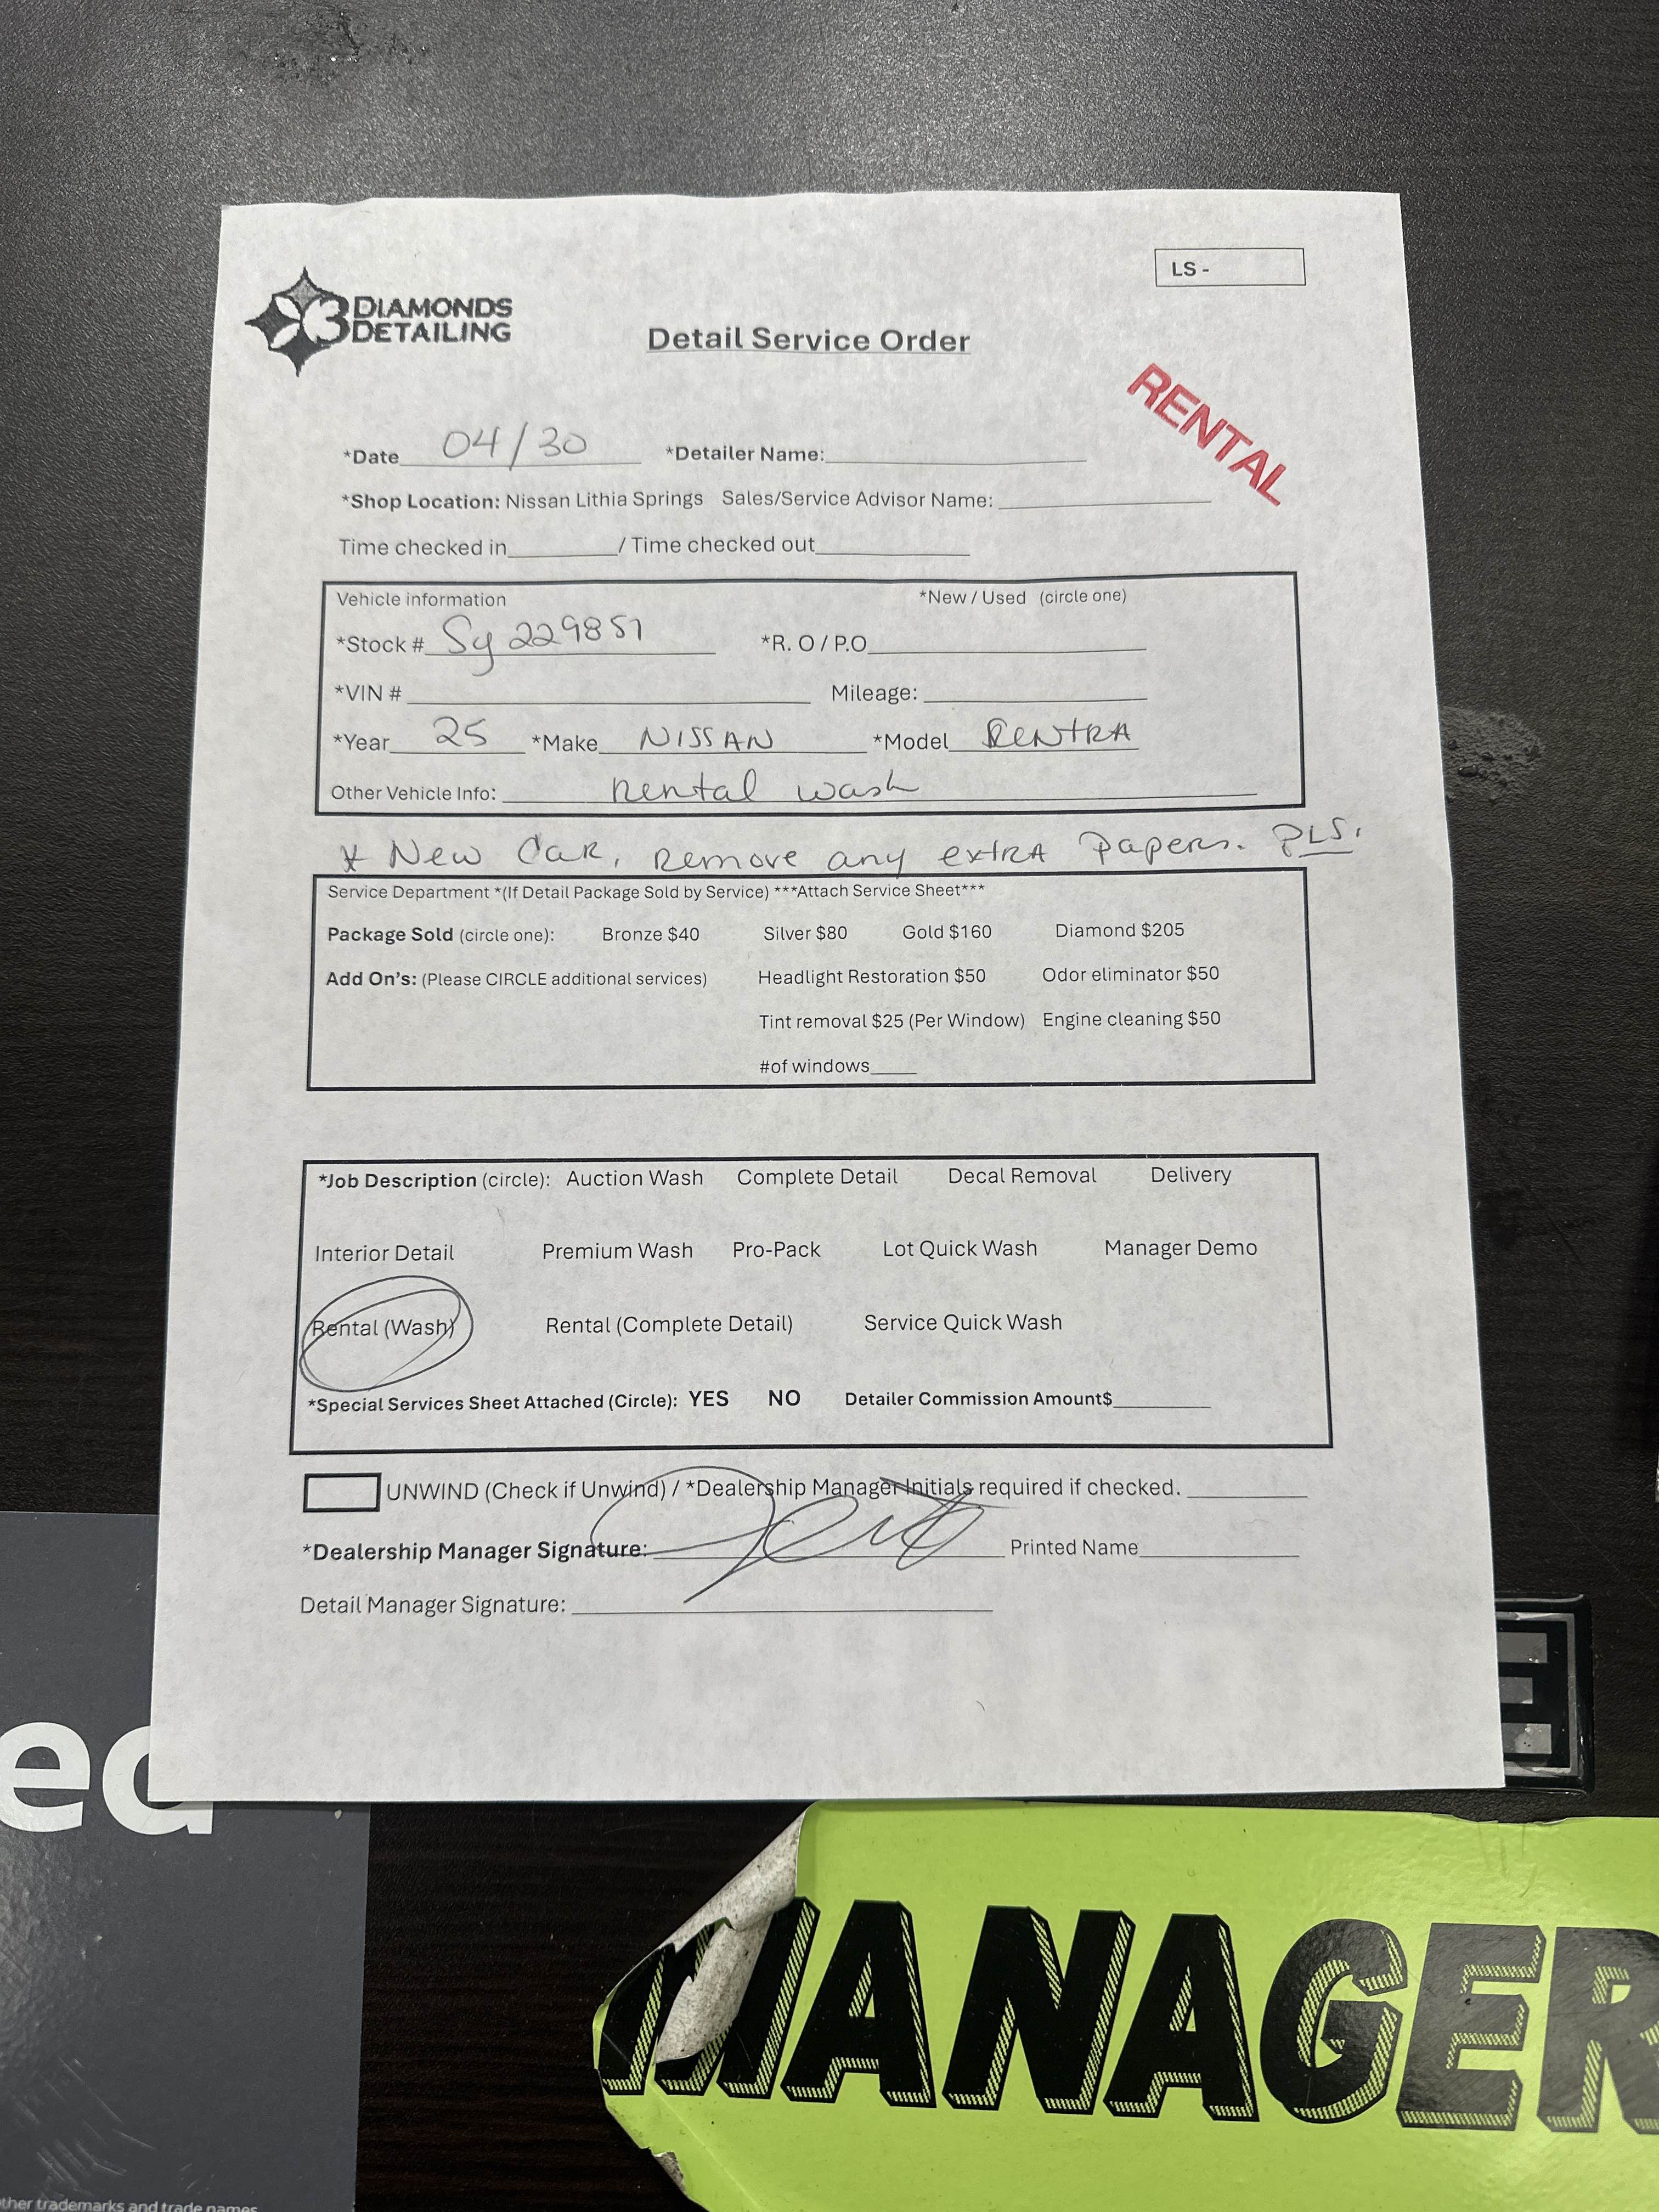 LS -
3 DIAMONDS
DETAILING
Detail Service Order
RENTAL
*Date 04/30 *Detailer Name:
*Shop Location: Nissan Lithia Springs Sales/Service Advisor Name:
Time checked in / Time checked out
Vehicle information *New / Used (circle one)
*Stock # Sy 229851 *R. O / P.O
*VIN # Mileage:
*Year 25 *Make NISSAN *Model SENTRA
Other Vehicle Info: Rental wash
* New Car, Remove any extRA Papers. PLS.
Service Department *(If Detail Package Sold by Service) ***Attach Service Sheet***
Package Sold (circle one): Bronze $40 Silver $80 Gold $160 Diamond $205
Add On's: (Please CIRCLE additional services) Headlight Restoration $50 Odor eliminator $50
Tint removal $25 (Per Window) Engine cleaning $50
#of windows
*Job Description (circle): Auction Wash Complete Detail Decal Removal Delivery
Interior Detail Premium Wash Pro-Pack Lot Quick Wash Manager Demo
Rental (Wash) Rental (Complete Detail) Service Quick Wash
*Special Services Sheet Attached (Circle): YES NO Detailer Commission Amount$
UNWIND (Check if Unwind) / *Dealership Manager Initials required if checked.
*Dealership Manager Signature: Printed Name
Detail Manager Signature:
ed
MANAGER
ther trademarks and trade names